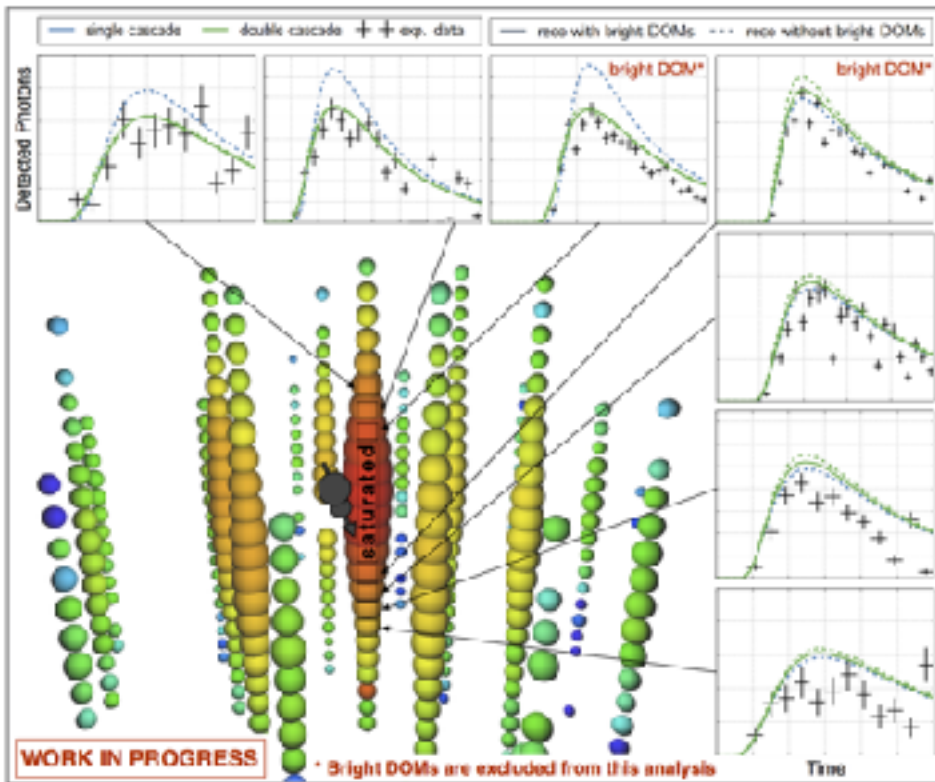 single cascade double cascade exp. data reco with bright DOMs reco without bright DOMs
bright DOM* bright DOM*
Detected Photons
saturated
WORK IN PROGRESS
* Bright DOMs are excluded from this analysis
Time